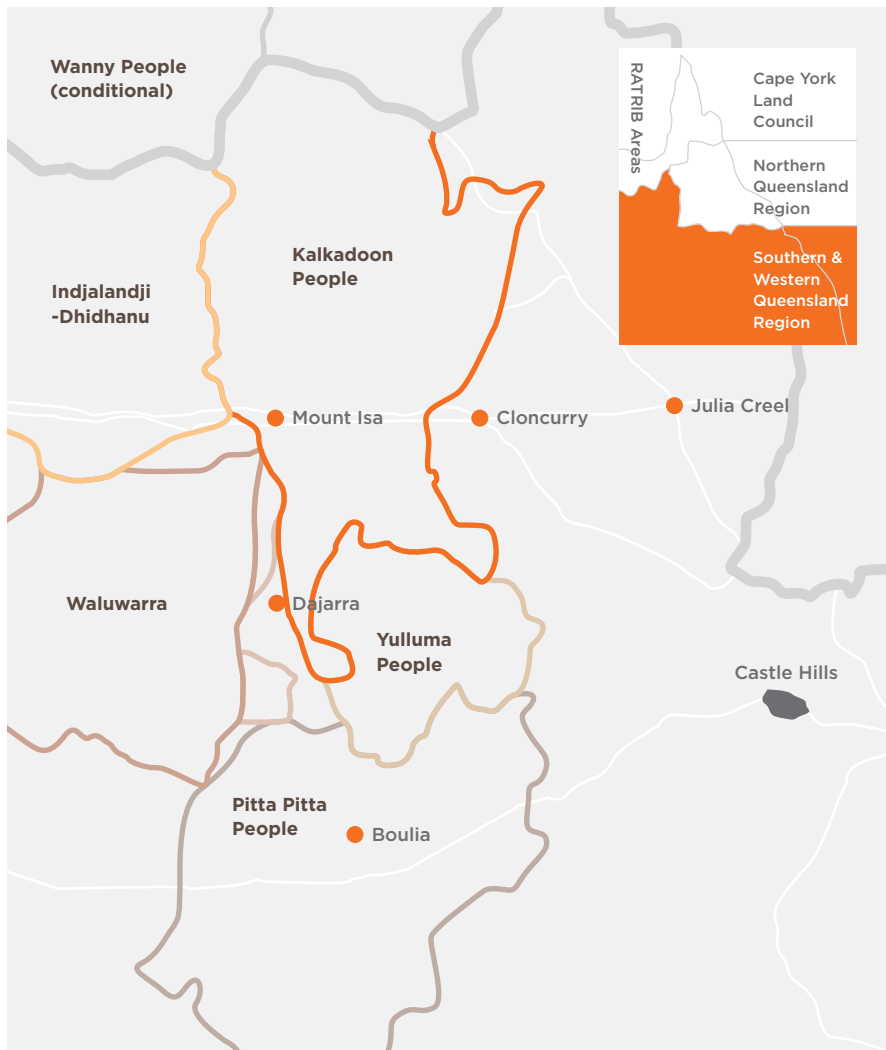 Wanny People
(conditional)
RATRIB Areas
Cape York
Land
Council
Northern
Queensland
Region
Southern &
Western
Queensland
Region
Kalkadoon
People
Indjalandji
-Dhidhanu
Mount Isa
Cloncurry
Julia Creel
Waluwarra
Dajarra
Yulluma
People
Castle Hills
Pitta Pitta
People
Boulia